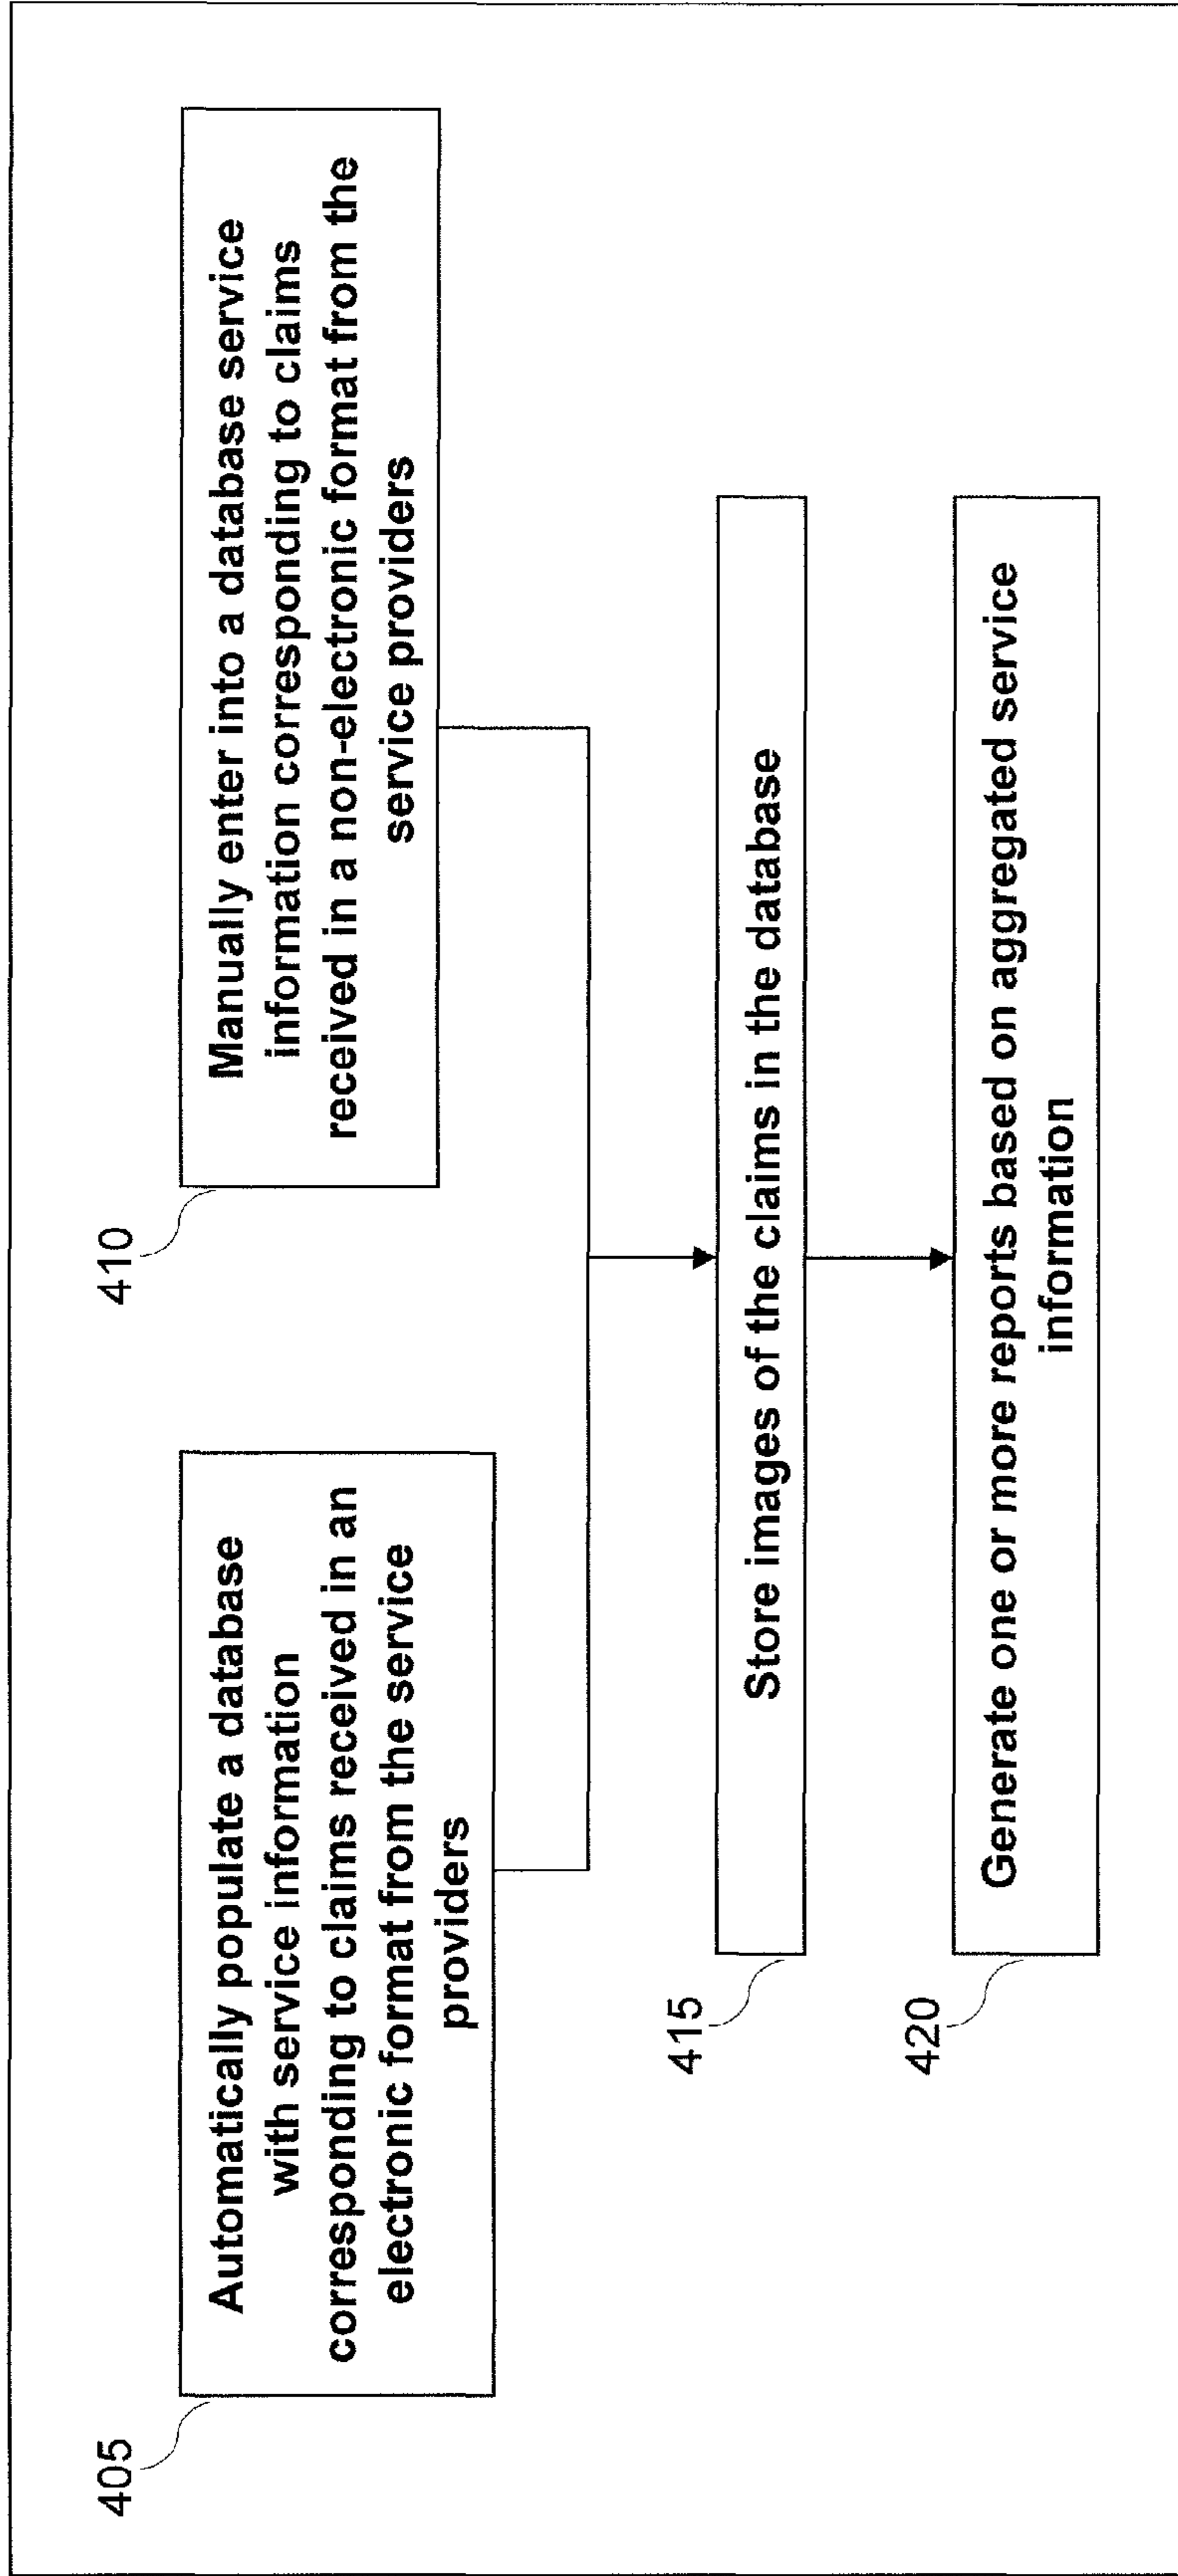 405
Automatically populate a database
with service information
corresponding to claims received in an
electronic format from the service
providers
410
Manually enter into a database service
information corresponding to claims
received in a non-electronic format from the
service providers
415
Store images of the claims in the database
420
Generate one or more reports based on aggregated service
information